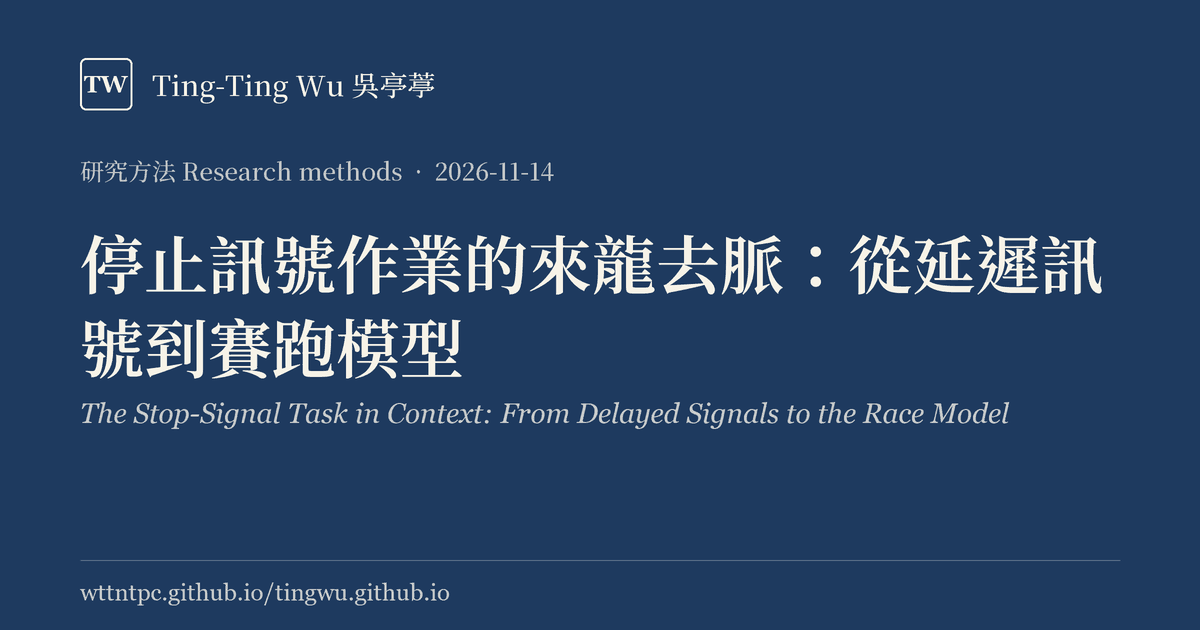 TW
Ting-Ting Wu 吳亭葶
研究方法 Research methods · 2026-11-14
停止訊號作業的來龍去脈：從延遲訊
號到賽跑模型
The Stop-Signal Task in Context: From Delayed Signals to the Race Model
wttntpc.github.io/tingwu.github.io